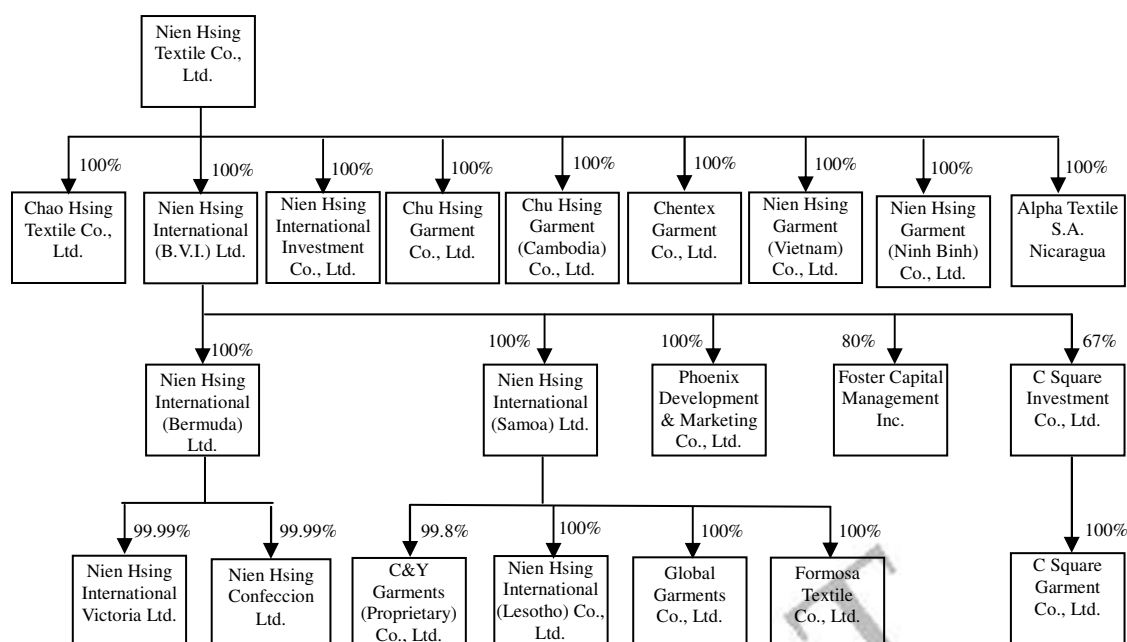 Nien Hsing
Textile Co.,
Ltd.
100%
100%
100%
100%
100%
100%
100%
100%
100%
Chao Hsing
Textile Co.,
Ltd.
Nien Hsing
International
(B.V.I.) Ltd.
Nien Hsing
International
Investment
Co., Ltd.
Chu Hsing
Garment
Co., Ltd.
Chu Hsing
Garment
(Cambodia)
Co., Ltd.
Chentex
Garment
Co., Ltd.
Nien Hsing
Garment
(Vietnam)
Co., Ltd.
Nien Hsing
Garment
(Ninh Binh)
Co., Ltd.
Alpha Textile
S.A.
Nicaragua
100%
100%
100%
80%
67%
Nien Hsing
International
(Bermuda)
Ltd.
Nien Hsing
International
(Samoa) Ltd.
Phoenix
Development
& Marketing
Co., Ltd.
Foster Capital
Management
Inc.
C Square
Investment
Co., Ltd.
99.99%
99.99%
99.8%
100%
100%
100%
100%
Nien Hsing
International
Victoria Ltd.
Nien Hsing
Confeccion
Ltd.
C&Y
Garments
(Proprietary)
Co., Ltd.
Nien Hsing
International
(Lesotho) Co.,
Ltd.
Global
Garments
Co., Ltd.
Formosa
Textile
Co., Ltd.
C Square
Garment
Co., Ltd.